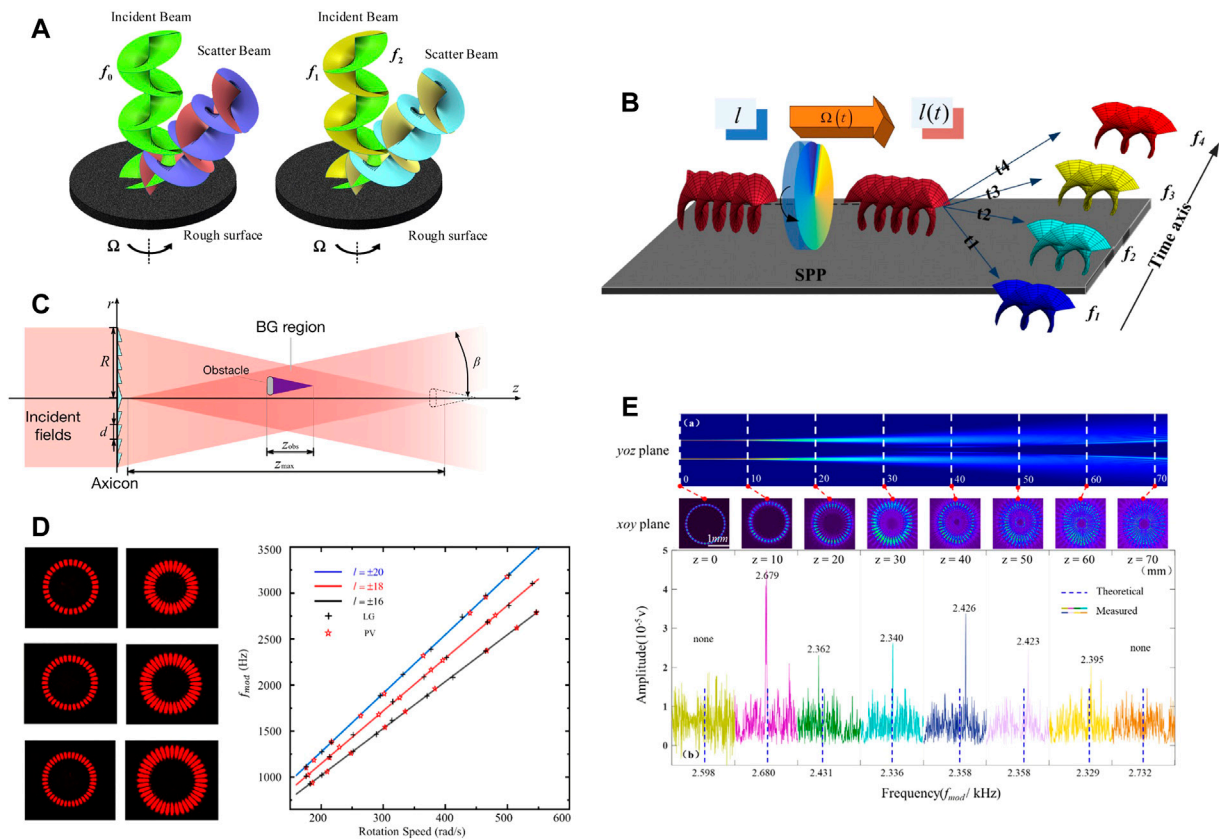 A
Incident Beam
Scatter Beam
f0
Ω
Rough surface
Incident Beam
f2
f1
Scatter Beam
Ω
Rough surface
B
l
Ω(t)
l(t)
SPP
t4
t3
t2
t1
f4
f3
f2
f1
Time axis
C
r
R
BG region
Obstacle
β
z
Incident
fields
d
zobs
zmax
Axicon
D
3500
3000
2500
2000
1500
1000
fmod (Hz)
l = ±20
l = ±18
l = ±16
LG
PV
200 300 400 500 600
Rotation Speed (rad/s)
E
(a)
yoz plane
0 10 20 30 40 50 60 70
xoy plane
1mm
z = 0 z = 10 z = 20 z = 30 z = 40 z = 50 z = 60 z = 70
(mm)
5
4
3
2
1
0
Amplitude(10⁻⁵ v)
Theoretical
Measured
none
2.679
2.362
2.340
2.426
2.423
2.395
none
(b)
2.598 2.680 2.431 2.336 2.358 2.358 2.329 2.732
Frequency(fmod/ kHz)